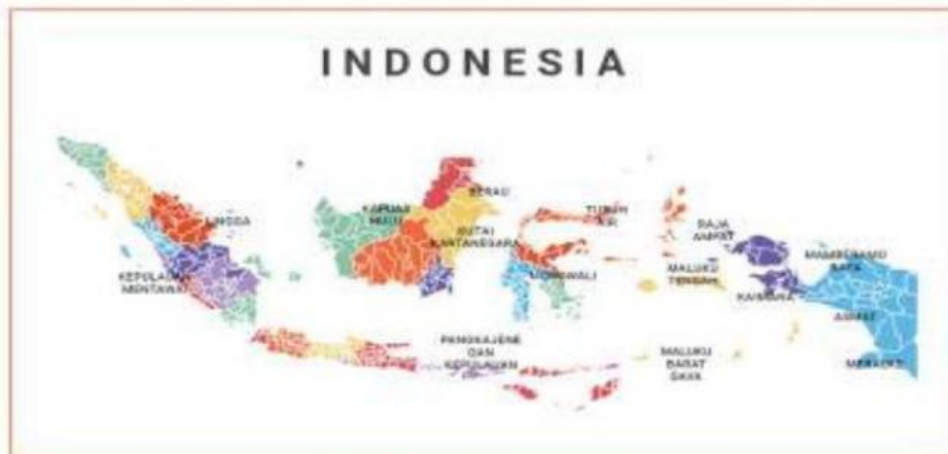 INDONESIA
BERAU
KAPUAS
HULU
LINGGA
KUTAI
KARTANEGARA
RAJA
AMPAT
MAMBERAMO
RAYA
KEPULAUAN
MENTAWAI
MOROWALI
MALUKU
TENGAH
KAIMANA
ASMAT
PANGKAJENE
DAN
KEPULAUAN
MALUKU
BARAT
DAYA
MERAUKE